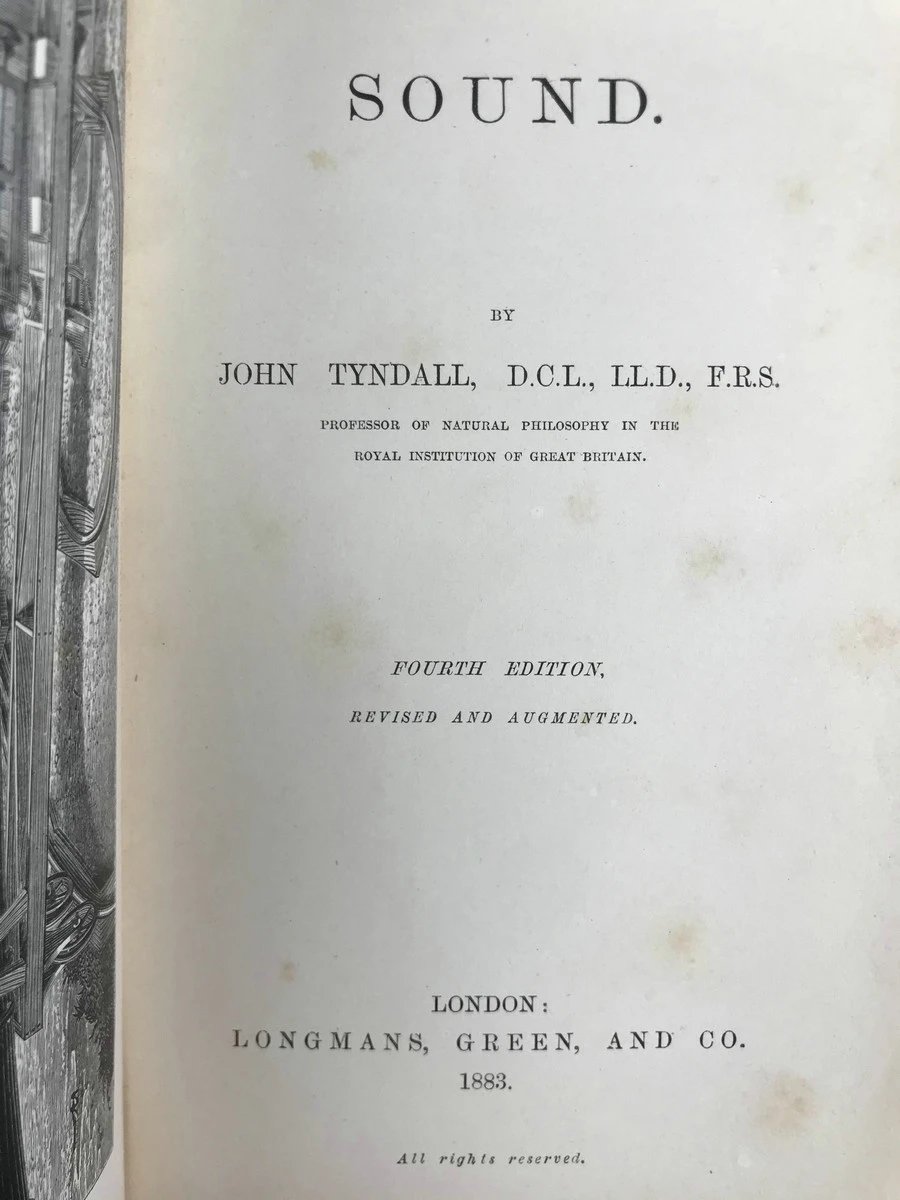 SOUND.
BY
JOHN TYNDALL, D.C.L., LL.D., F.R.S.
PROFESSOR OF NATURAL PHILOSOPHY IN THE
ROYAL INSTITUTION OF GREAT BRITAIN.
FOURTH EDITION,
REVISED AND AUGMENTED.
LONDON:
LONGMANS, GREEN, AND CO.
1883.
All rights reserved.